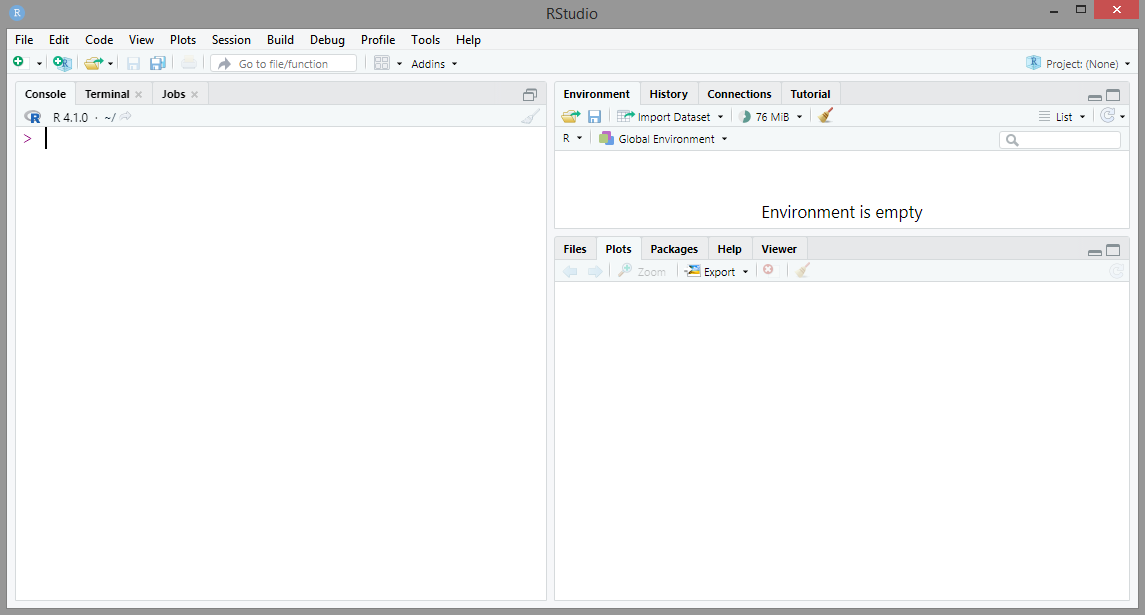 R RStudio
File Edit Code View Plots Session Build Debug Profile Tools Help
Go to file/function Addins R Project: (None)
Console Terminal Jobs
R R 4.1.0 · ~/
>
Environment History Connections Tutorial
Import Dataset 76 MiB List
R Global Environment
Environment is empty
Files Plots Packages Help Viewer
Zoom Export